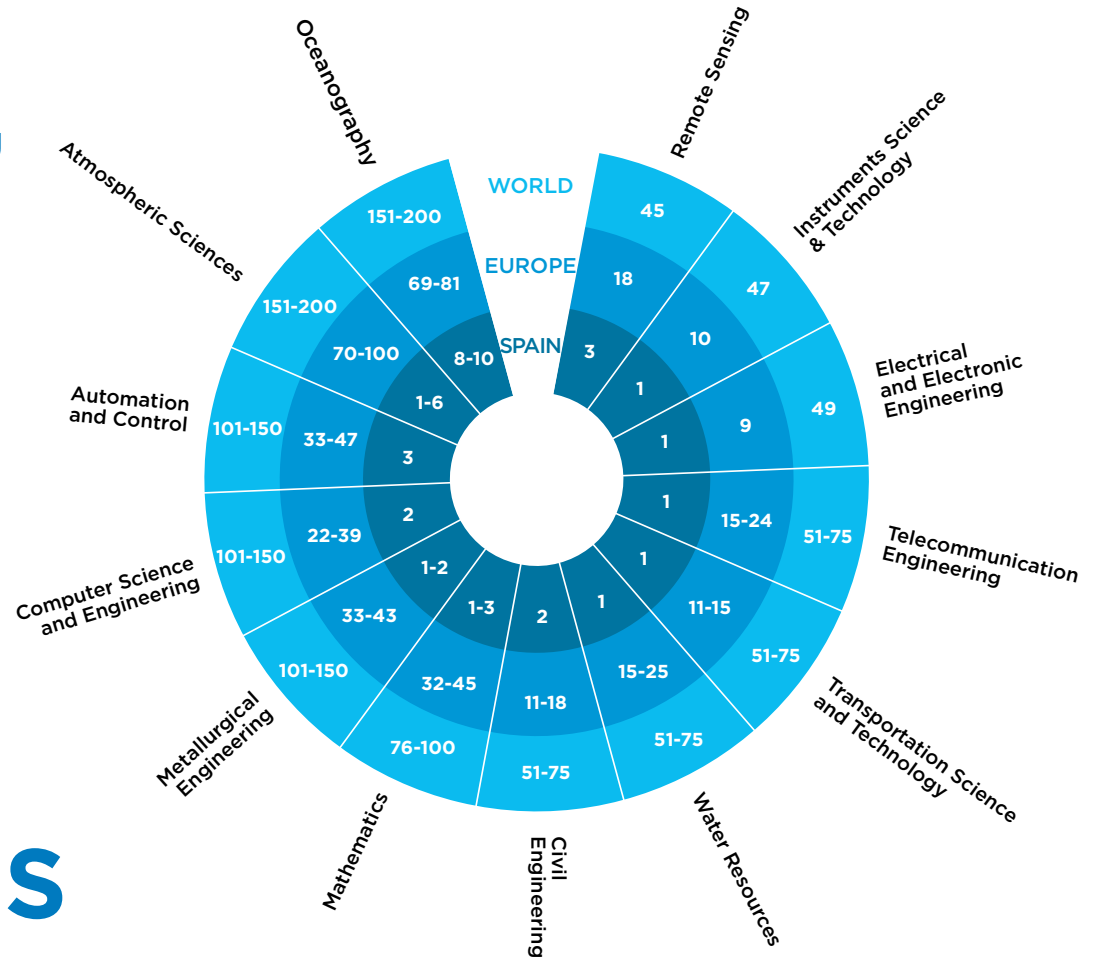 WORLD
EUROPE
SPAIN
Remote Sensing
45
18
3
Instruments Science
& Technology
47
10
1
Electrical
and Electronic
Engineering
49
9
1
Telecommunication
Engineering
51-75
15-24
1
Transportation Science
and Technology
51-75
11-15
1
Water Resources
51-75
15-25
1
Civil
Engineering
51-75
11-18
2
Mathematics
76-100
32-45
1-3
Metallurgical
Engineering
101-150
33-43
1-2
Computer Science
and Engineering
101-150
22-39
2
Automation
and Control
101-150
33-47
3
Atmospheric Sciences
151-200
70-100
1-6
Oceanography
151-200
69-81
8-10
S